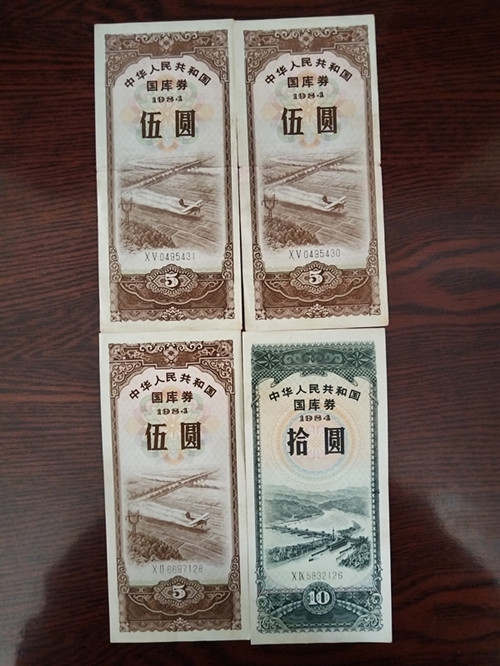 中华人民共和国
国库券
1984
伍圆
XV0495431
5
中华人民共和国
国库券
1984
伍圆
XV0495430
5
中华人民共和国
国库券
1984
伍圆
XII6697128
5
中华人民共和国
国库券
1984
拾圆
XIX5832126
10